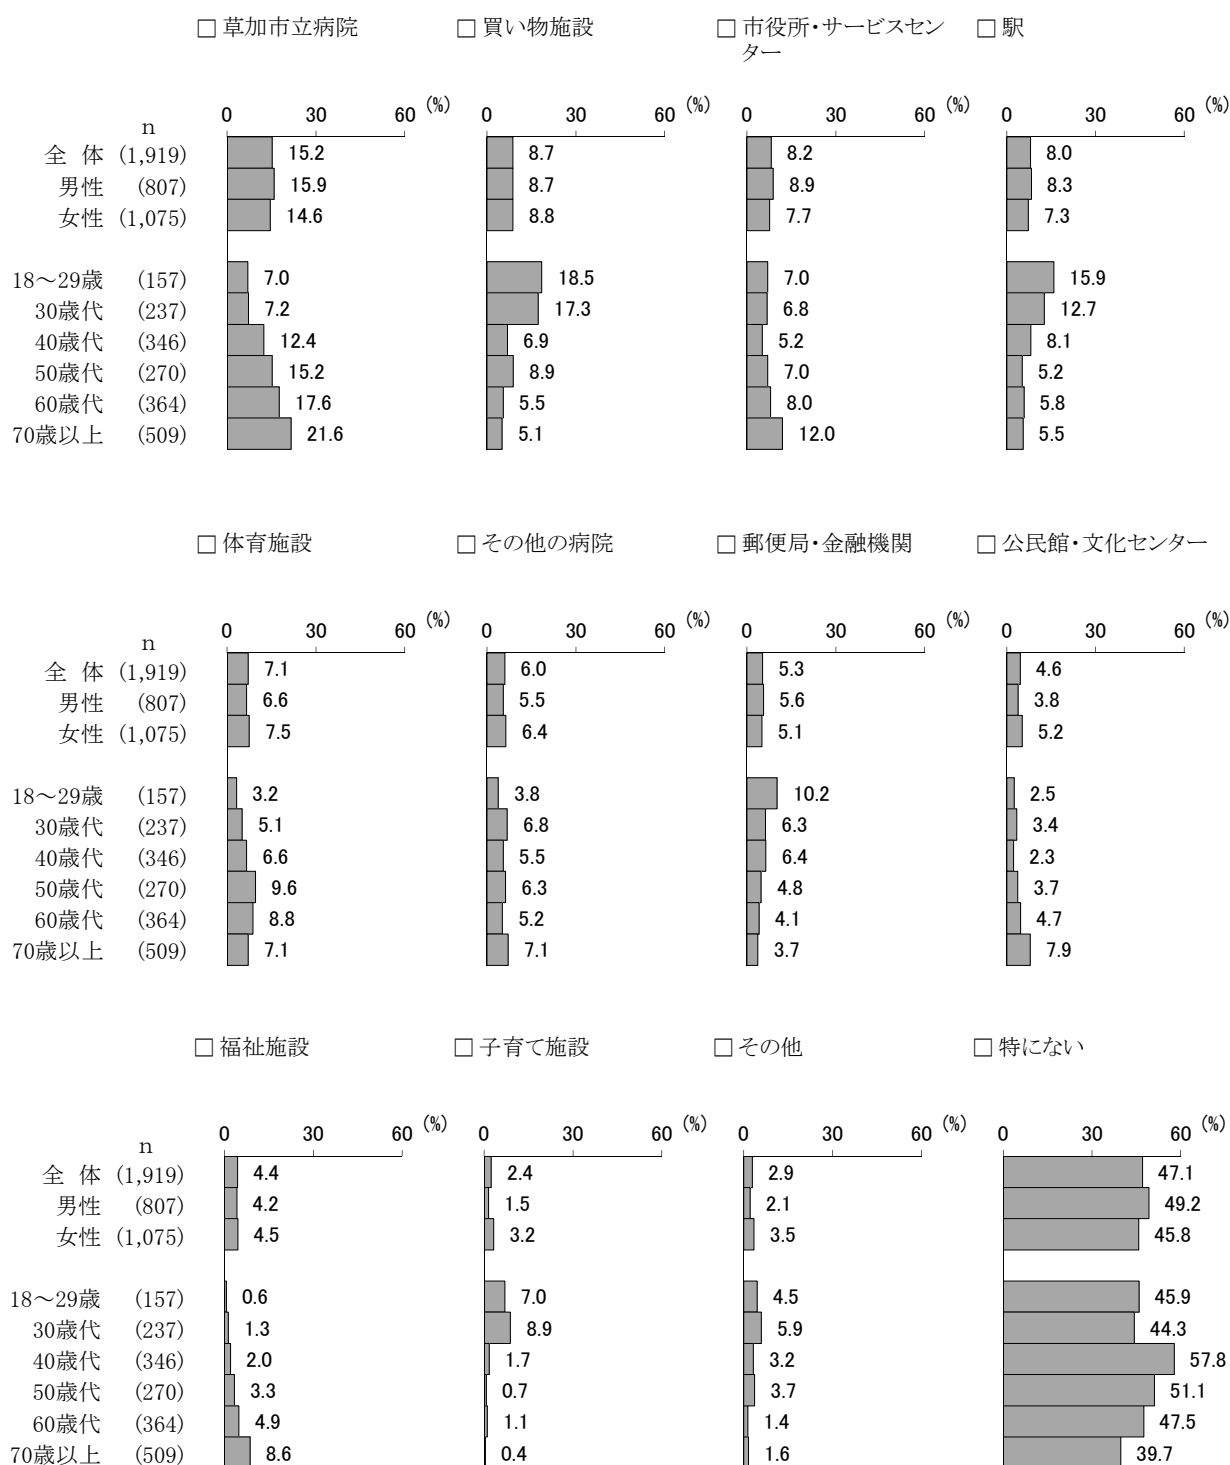 □ 草加市立病院 □ 買い物施設 □ 市役所・サービスセン □ 駅
ター
0 30 60 (%) 0 30 60 (%) 0 30 60 (%) 0 30 60 (%)
n
全 体 (1,919) 15.2 8.7 8.2 8.0
男性 (807) 15.9 8.7 8.9 8.3
女性 (1,075) 14.6 8.8 7.7 7.3
18～29歳 (157) 7.0 18.5 7.0 15.9
30歳代 (237) 7.2 17.3 6.8 12.7
40歳代 (346) 12.4 6.9 5.2 8.1
50歳代 (270) 15.2 8.9 7.0 5.2
60歳代 (364) 17.6 5.5 8.0 5.8
70歳以上 (509) 21.6 5.1 12.0 5.5
□ 体育施設 □ その他の病院 □ 郵便局・金融機関 □ 公民館・文化センター
0 30 60 (%) 0 30 60 (%) 0 30 60 (%) 0 30 60 (%)
n
全 体 (1,919) 7.1 6.0 5.3 4.6
男性 (807) 6.6 5.5 5.6 3.8
女性 (1,075) 7.5 6.4 5.1 5.2
18～29歳 (157) 3.2 3.8 10.2 2.5
30歳代 (237) 5.1 6.8 6.3 3.4
40歳代 (346) 6.6 5.5 6.4 2.3
50歳代 (270) 9.6 6.3 4.8 3.7
60歳代 (364) 8.8 5.2 4.1 4.7
70歳以上 (509) 7.1 7.1 3.7 7.9
□ 福祉施設 □ 子育て施設 □ その他 □ 特にない
0 30 60 (%) 0 30 60 (%) 0 30 60 (%) 0 30 60 (%)
n
全 体 (1,919) 4.4 2.4 2.9 47.1
男性 (807) 4.2 1.5 2.1 49.2
女性 (1,075) 4.5 3.2 3.5 45.8
18～29歳 (157) 0.6 7.0 4.5 45.9
30歳代 (237) 1.3 8.9 5.9 44.3
40歳代 (346) 2.0 1.7 3.2 57.8
50歳代 (270) 3.3 0.7 3.7 51.1
60歳代 (364) 4.9 1.1 1.4 47.5
70歳以上 (509) 8.6 0.4 1.6 39.7